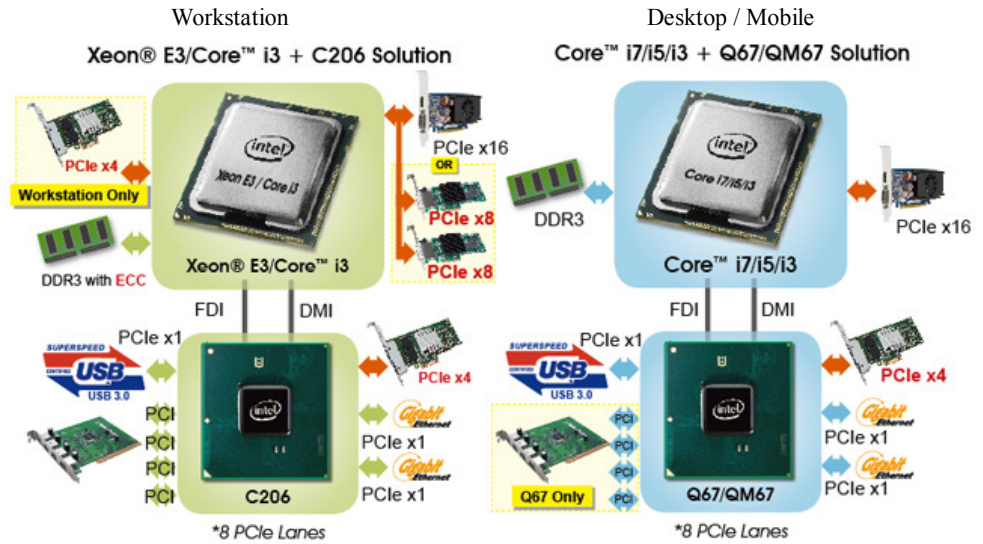 Workstation
Xeon® E3/Core™ i3 + C206 Solution
PCIe x4
Workstation Only
DDR3 with ECC
intel
Xeon E3 / Core i3
Xeon® E3/Core™ i3
PCIe x16
OR
PCIe x8
PCIe x8
FDI
DMI
PCIe x1
SUPERSPEED
CERTIFIED
USB
USB 3.0
PCI
PCI
PCI
PCI
intel
C206
PCIe x4
Gigabit
Ethernet
PCIe x1
Gigabit
Ethernet
PCIe x1
*8 PCIe Lanes
Desktop / Mobile
Core™ i7/i5/i3 + Q67/QM67 Solution
DDR3
intel
Core i7/i5/i3
Core™ i7/i5/i3
PCIe x16
FDI
DMI
PCIe x1
SUPERSPEED
CERTIFIED
USB
USB 3.0
PCI
PCI
PCI
PCI
Q67 Only
intel
Q67/QM67
PCIe x4
Gigabit
Ethernet
PCIe x1
Gigabit
Ethernet
PCIe x1
*8 PCIe Lanes